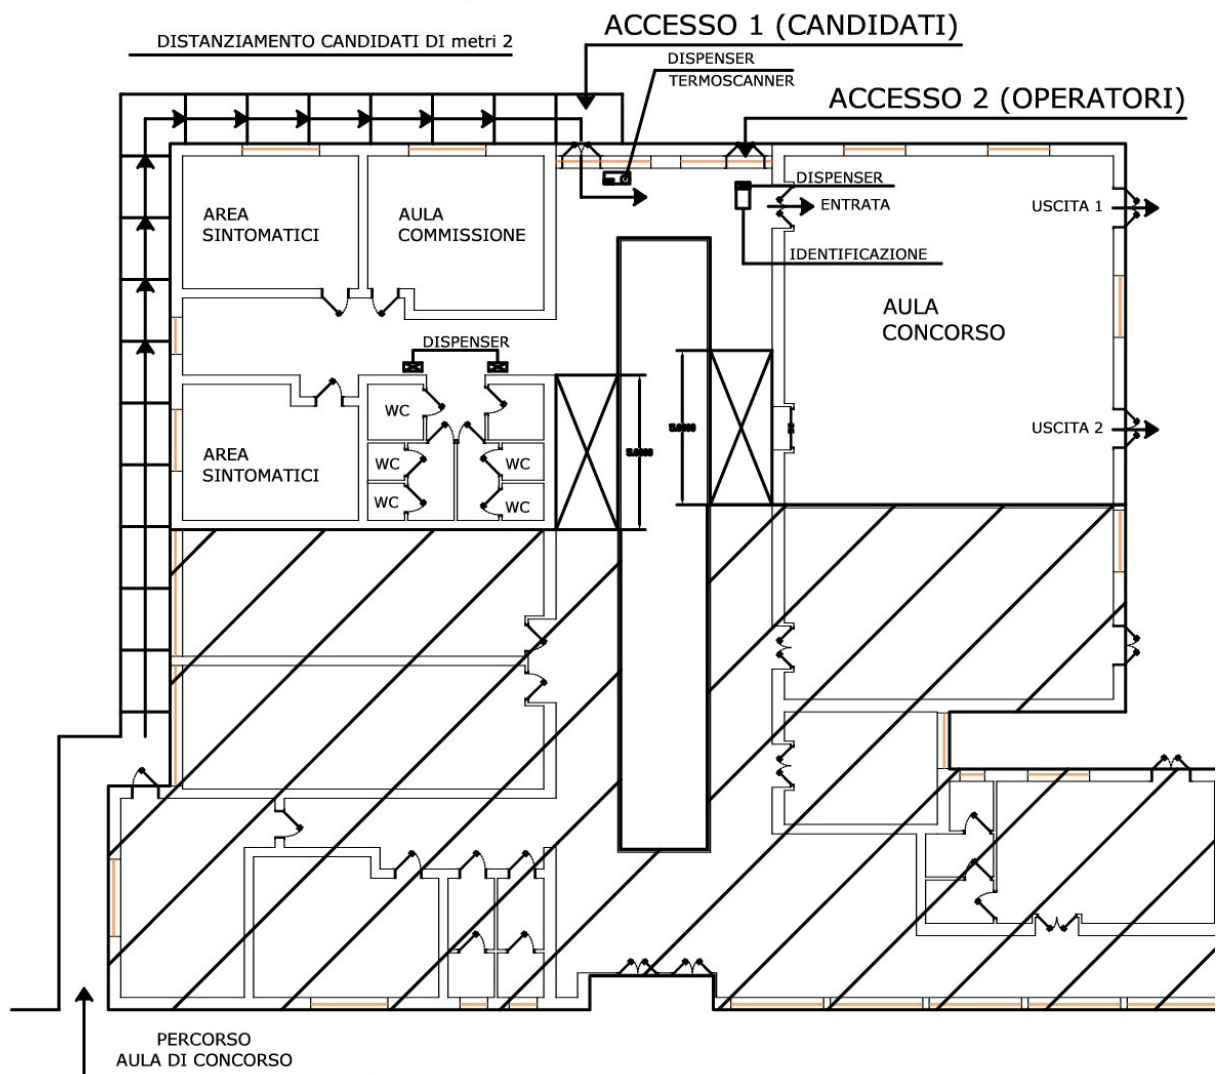 ACCESSO 1 (CANDIDATI)
DISTANZIAMENTO CANDIDATI DI metri 2
DISPENSER
TERMOSCANNER
ACCESSO 2 (OPERATORI)
DISPENSER
ENTRATA
USCITA 1
AREA
SINTOMATICI
AULA
COMMISSIONE
IDENTIFICAZIONE
AULA
CONCORSO
DISPENSER
WC
USCITA 2
AREA
SINTOMATICI
WC
WC
WC
WC
PERCORSO
AULA DI CONCORSO